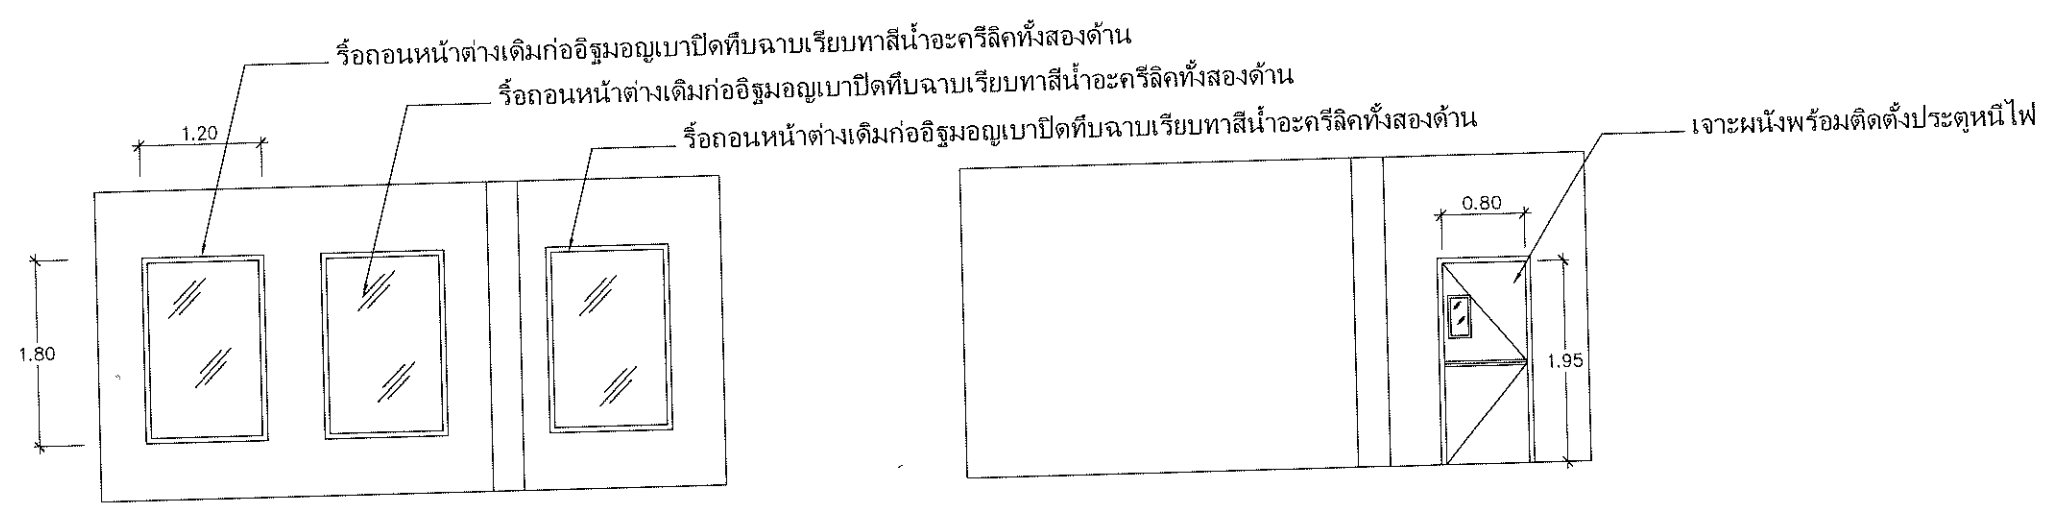 รื้อถอนหน้าต่างเดิมก่ออิฐมอญเบาปิดทึบฉาบเรียบทาสีน้ำอะครีลิคทั้งสองด้าน
รื้อถอนหน้าต่างเดิมก่ออิฐมอญเบาปิดทึบฉาบเรียบทาสีน้ำอะครีลิคทั้งสองด้าน
รื้อถอนหน้าต่างเดิมก่ออิฐมอญเบาปิดทึบฉาบเรียบทาสีน้ำอะครีลิคทั้งสองด้าน
เจาะผนังพร้อมติดตั้งประตูหนีไฟ
1.20
0.80
1.80
1.95